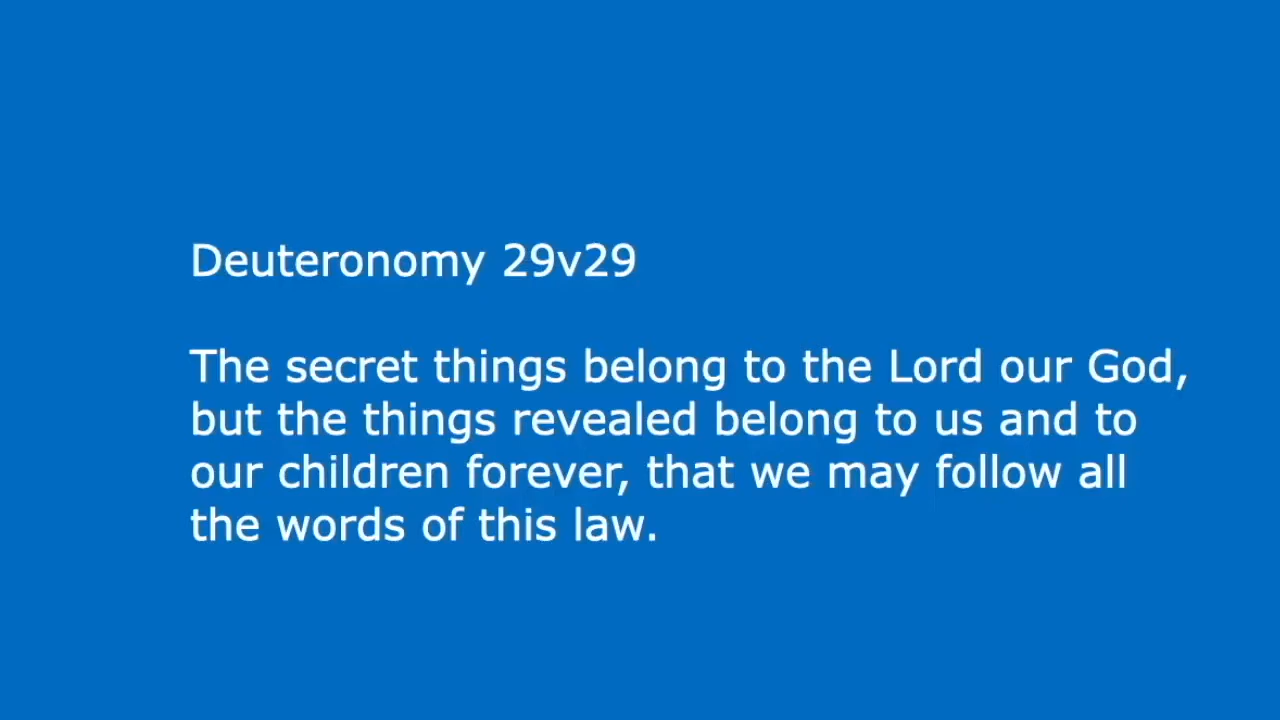 Deuteronomy 29v29
The secret things belong to the Lord our God,
but the things revealed belong to us and to
our children forever, that we may follow all
the words of this law.